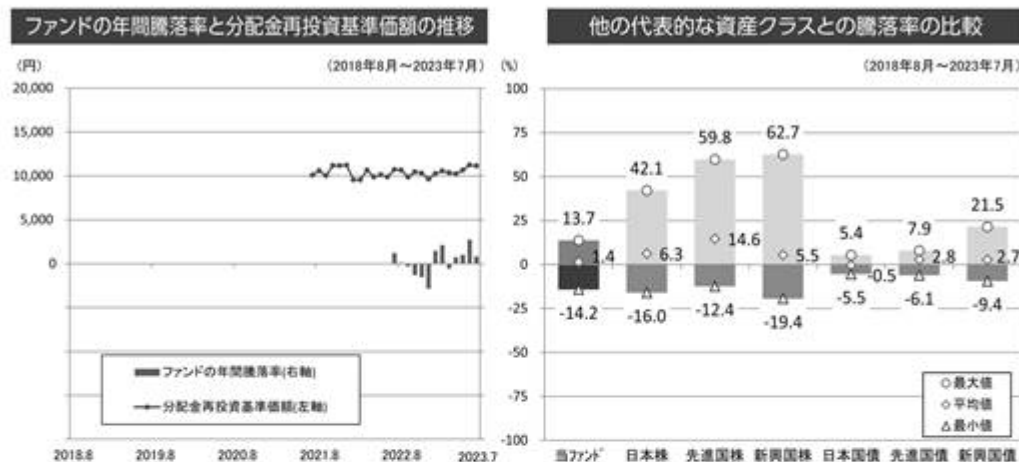 ファンドの年間騰落率と分配金再投資基準価額の推移
(円)
(2018年8月～2023年7月)
20,000
15,000
10,000
5,000
0
ファンドの年間騰落率(右軸)
分配金再投資基準価額(左軸)
2018.8 2019.8 2020.8 2021.8 2022.8 2023.7
他の代表的な資産クラスとの騰落率の比較
(%)
(2018年8月～2023年7月)
100
75
50
25
0
-25
-50
-75
-100
13.7 42.1 59.8 62.7 5.4 7.9 21.5
1.4 6.3 14.6 5.5 -0.5 2.8 2.7
-14.2 -16.0 -12.4 -19.4 -5.5 -6.1 -9.4
最大値
平均値
最小値
当ファンド 日本株 先進国株 新興国株 日本国債 先進国債 新興国債